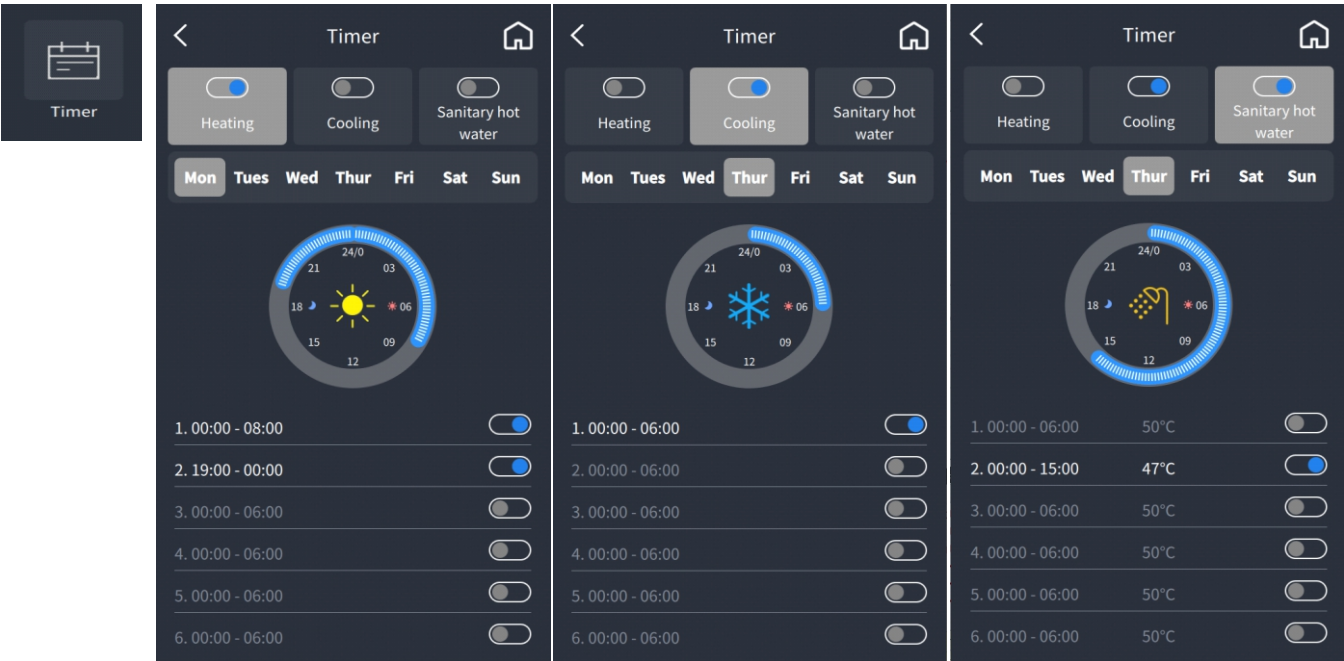 Timer
Timer
Heating
Cooling
Sanitary hot
water
Mon Tues Wed Thur Fri Sat Sun
24/0
21 03
18 06
15 09
12
1. 00:00 - 08:00
2. 19:00 - 00:00
3. 00:00 - 06:00
4. 00:00 - 06:00
5. 00:00 - 06:00
6. 00:00 - 06:00
Timer
Heating
Cooling
Sanitary hot
water
Mon Tues Wed Thur Fri Sat Sun
24/0
21 03
18 06
15 09
12
1. 00:00 - 06:00
2. 00:00 - 06:00
3. 00:00 - 06:00
4. 00:00 - 06:00
5. 00:00 - 06:00
6. 00:00 - 06:00
Timer
Heating
Cooling
Sanitary hot
water
Mon Tues Wed Thur Fri Sat Sun
24/0
21 03
18 06
15 09
12
1. 00:00 - 06:00 50°C
2. 00:00 - 15:00 47°C
3. 00:00 - 06:00 50°C
4. 00:00 - 06:00 50°C
5. 00:00 - 06:00 50°C
6. 00:00 - 06:00 50°C